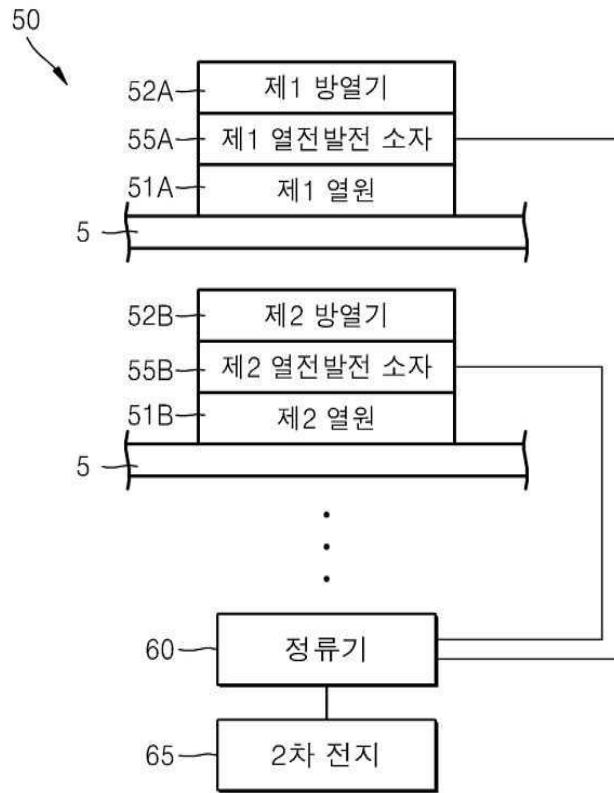 50
52A 제1 방열기
55A 제1 열전발전 소자
51A 제1 열원
5
52B 제2 방열기
55B 제2 열전발전 소자
51B 제2 열원
5
60 정류기
65 2차 전지